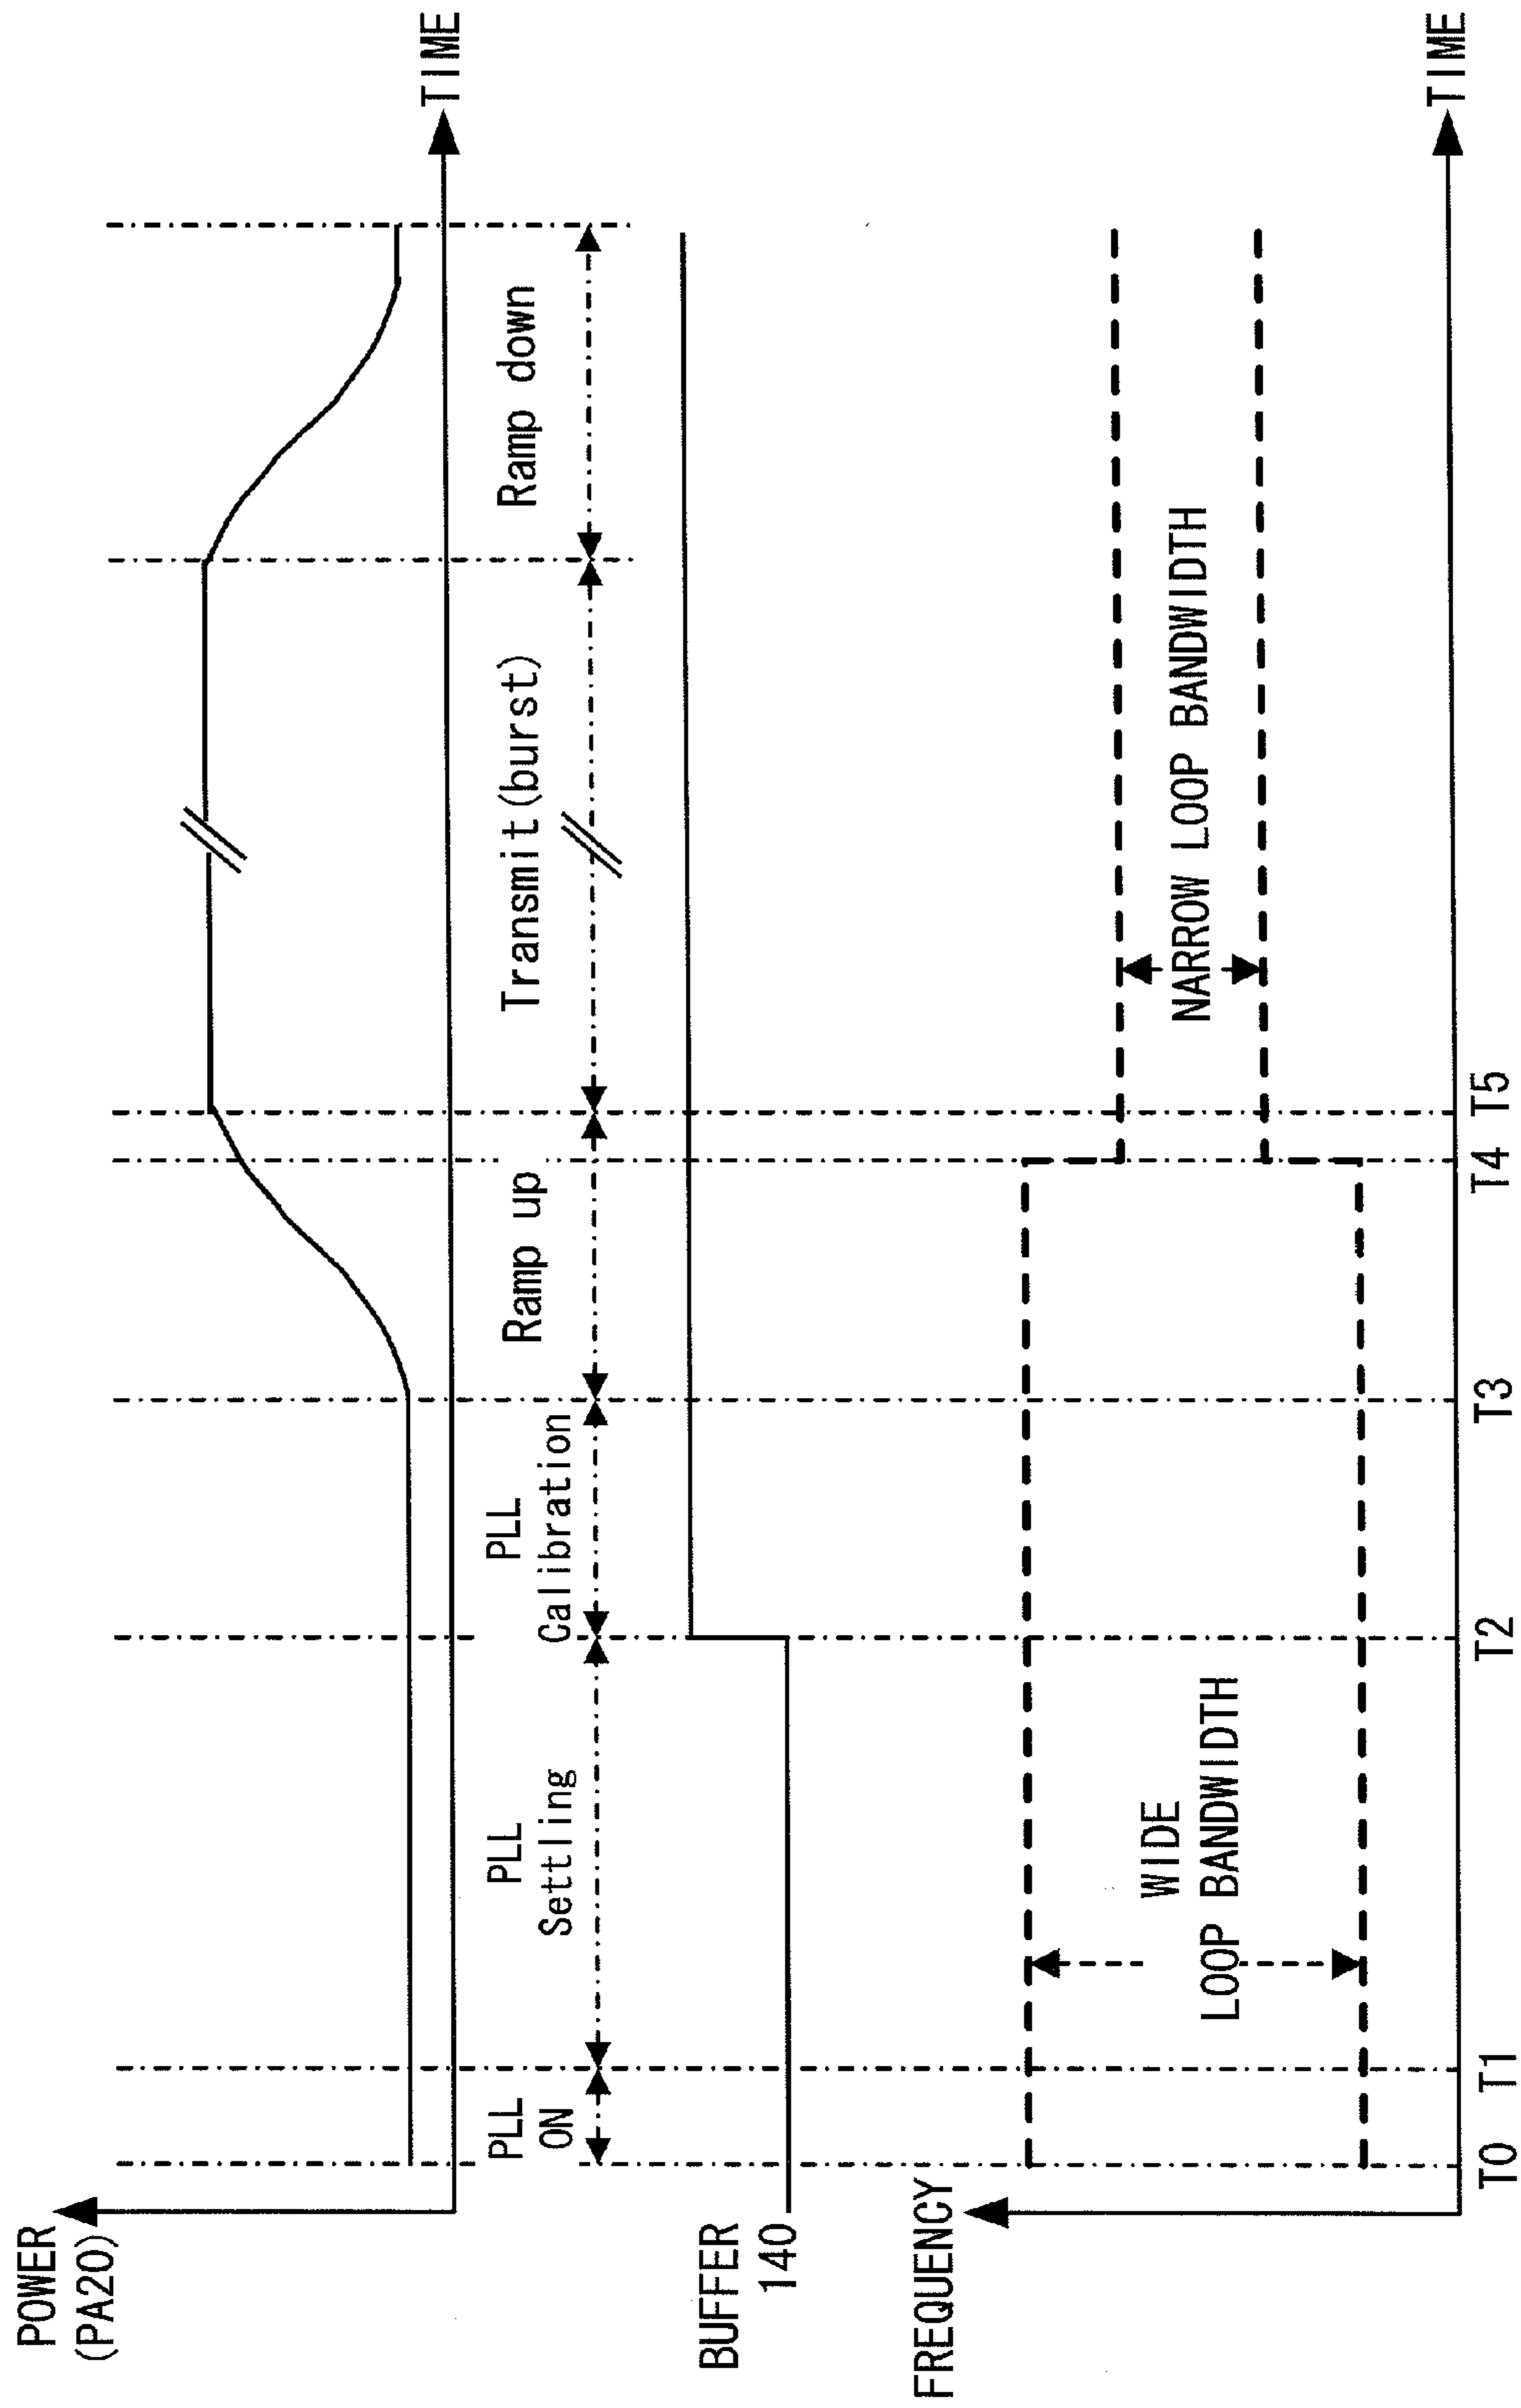 POWER
(PA20)
TIME
PLL
ON
PLL
Settling
PLL
Calibration
Ramp up
Transmit(burst)
Ramp down
BUFFER
140
FREQUENCY
WIDE
LOOP BANDWIDTH
NARROW LOOP BANDWIDTH
TIME
T0
T1
T2
T3
T4
T5